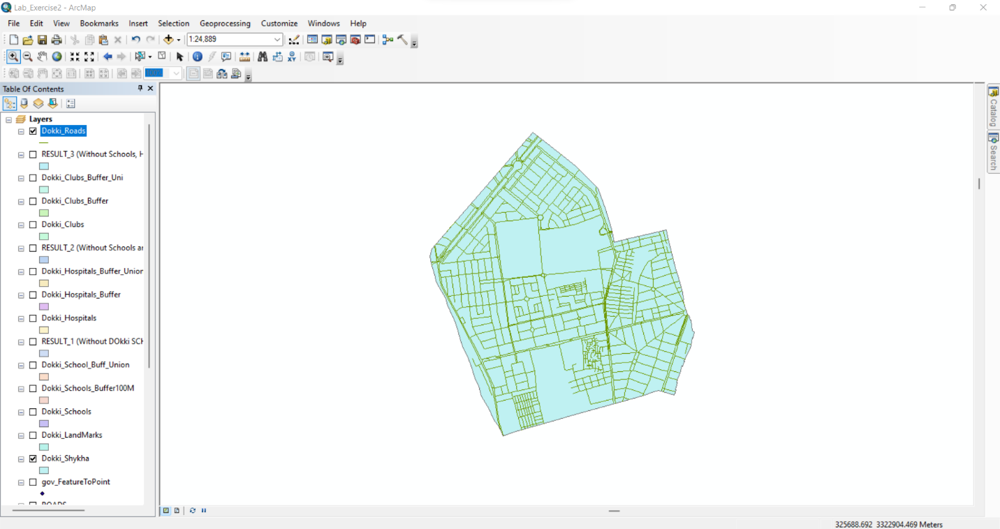 Lab_Exercise2 - ArcMap
File Edit View Bookmarks Insert Selection Geoprocessing Customize Windows Help
1:24,889
100%
Table Of Contents
Layers
Dokki_Roads
RESULT_3 (Without Schools, H
Dokki_Clubs_Buffer_Uni
Dokki_Clubs_Buffer
Dokki_Clubs
RESULT_2 (Without Schools ar
Dokki_Hospitals_Buffer_Union
Dokki_Hospitals_Buffer
Dokki_Hospitals
RESULT_1 (Without DOkki SCH
Dokki_School_Buff_Union
Dokki_Schools_Buffer100M
Dokki_Schools
Dokki_LandMarks
Dokki_Shykha
gov_FeatureToPoint
ROADS
Catalog
Search
325688.692 3322904.469 Meters